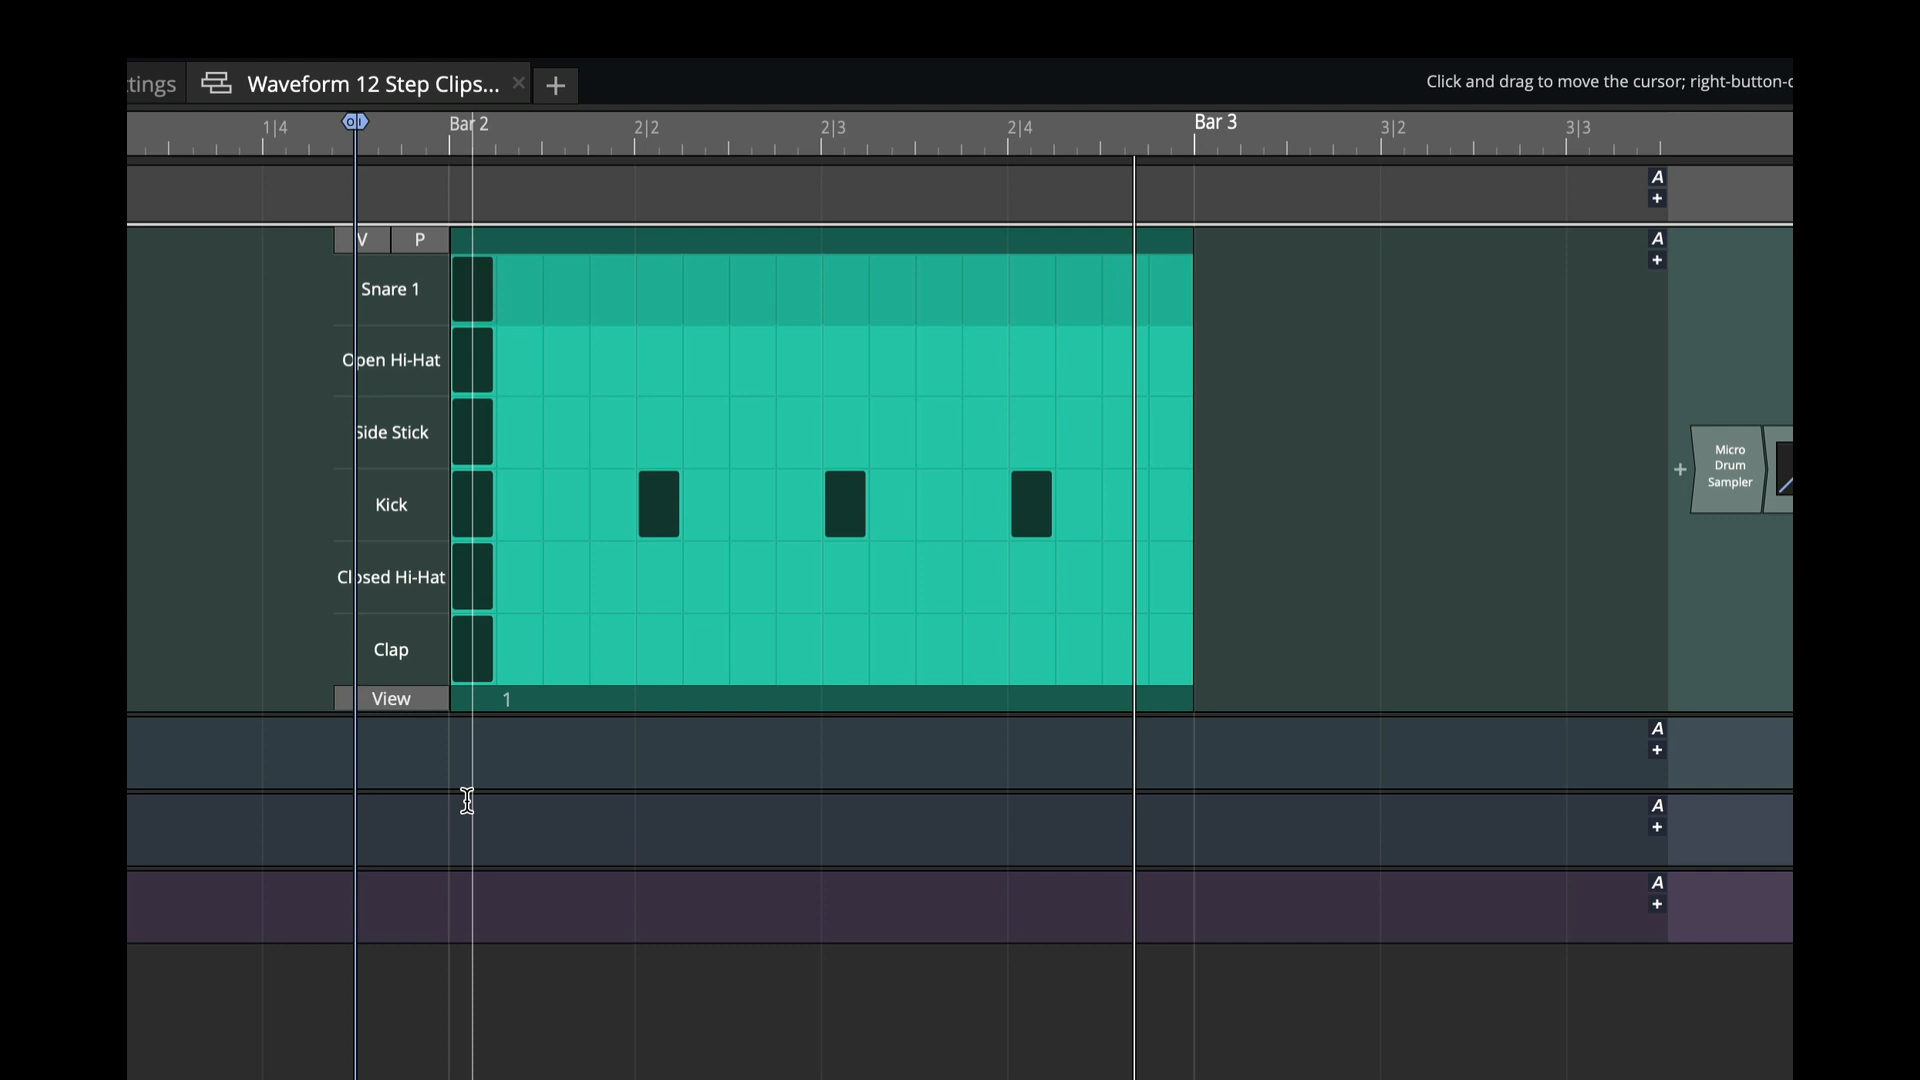 tings
Waveform 12 Step Clips...
Click and drag to move the cursor; right-button-c
1|4
Bar 2
2|2
2|3
2|4
Bar 3
3|2
3|3
A
+
V
P
A
+
Snare 1
Open Hi-Hat
Side Stick
Kick
Closed Hi-Hat
Clap
View
1
+
Micro
Drum
Sampler
A
+
A
+
A
+